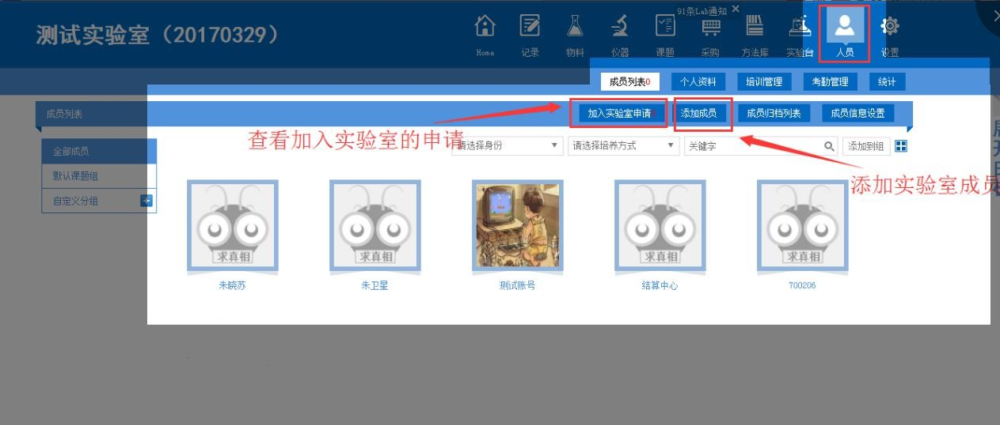 测试实验室（20170329）
91条Lab通知 ×
Home 记录 物料 仪器 课题 采购 方法库 实验台 人员 设置
成员列表0 个人资料 培训管理 考勤管理 统计
成员列表
加入实验室申请 添加成员 成员归档列表 成员信息设置
查看加入实验室的申请
请选择身份 请选择培养方式 关键字 添加到组
全部成员
默认课题组
自定义分组
添加实验室成员
求真相 求真相 求真相 求真相
朱晓苏 朱卫星 测试账号 结算中心 700206